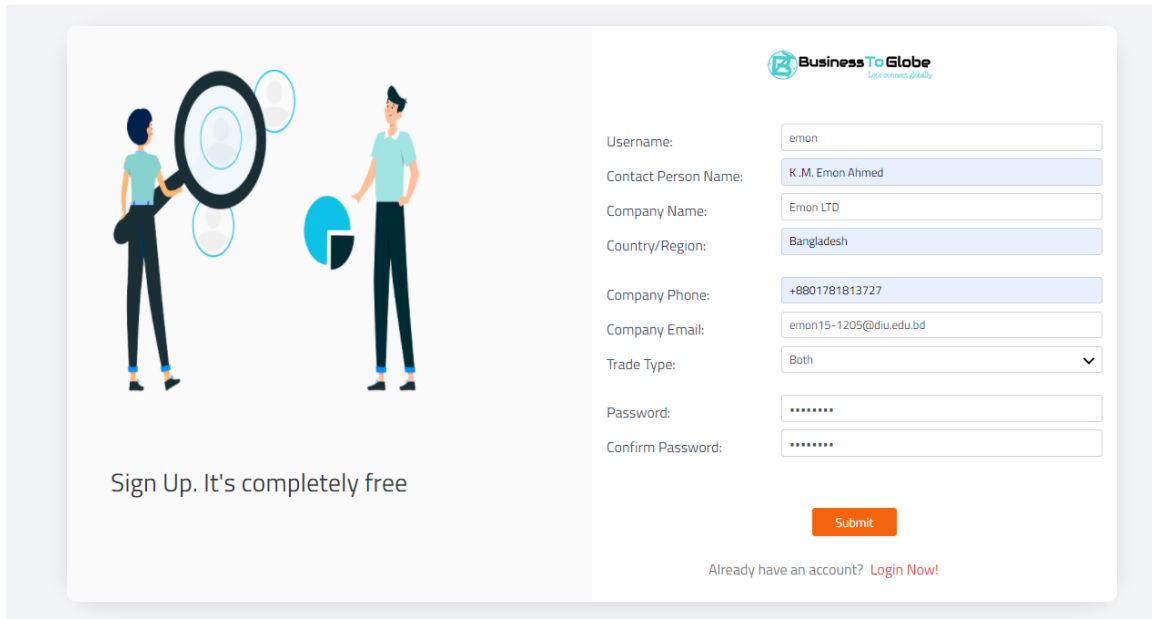 BusinessToGlobe
Let's connect globally
Username: emon
Contact Person Name: K .M. Emon Ahmed
Company Name: Emon LTD
Country/Region: Bangladesh
Company Phone: +8801781813727
Company Email: emon15-1205@diu.edu.bd
Trade Type: Both
Password: ••••••••
Confirm Password: ••••••••
Sign Up. It's completely free
Submit
Already have an account? Login Now!